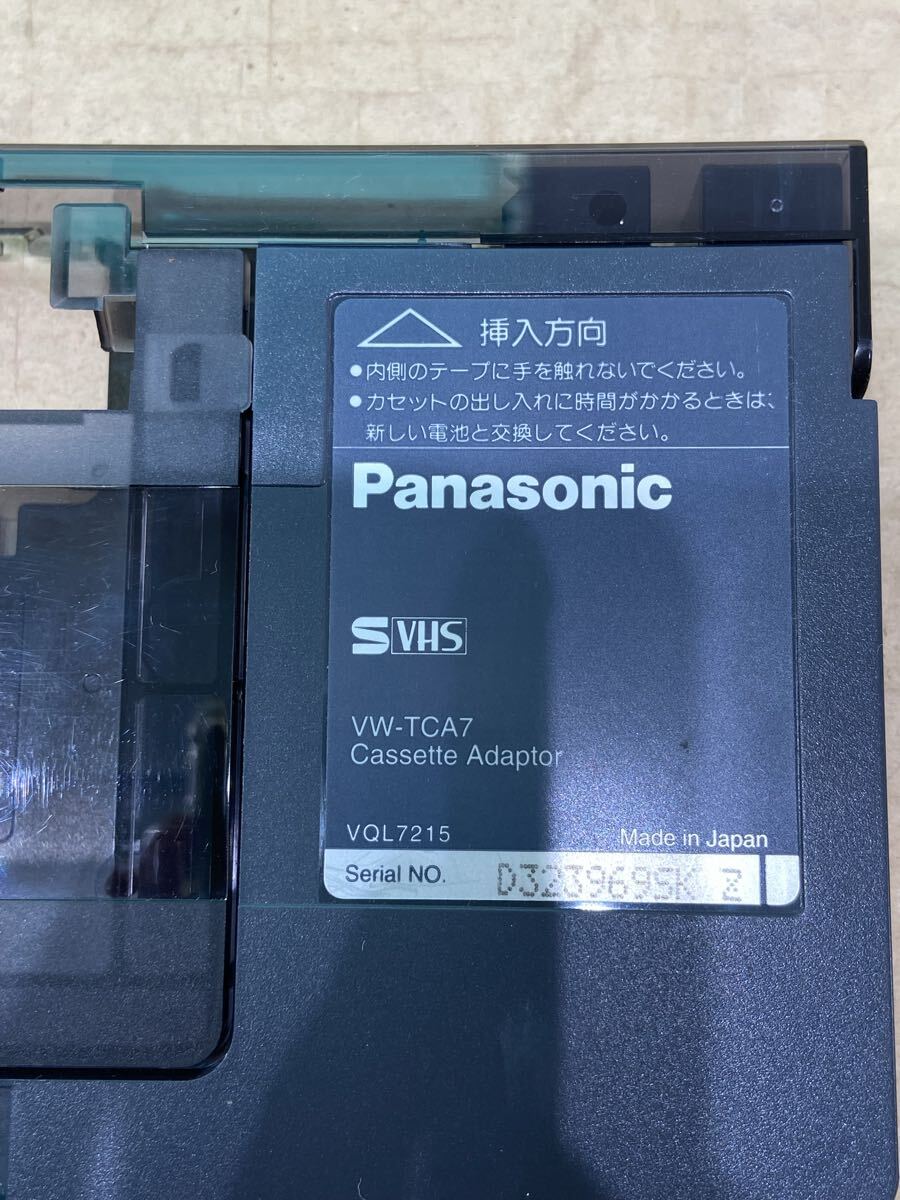 挿入方向
●内側のテープに手を触れないでください。
●カセットの出し入れに時間がかかるときは、
新しい電池と交換してください。
Panasonic
S VHS
VW-TCA7
Cassette Adaptor
VQL7215 Made in Japan
Serial NO. D3239695K Z